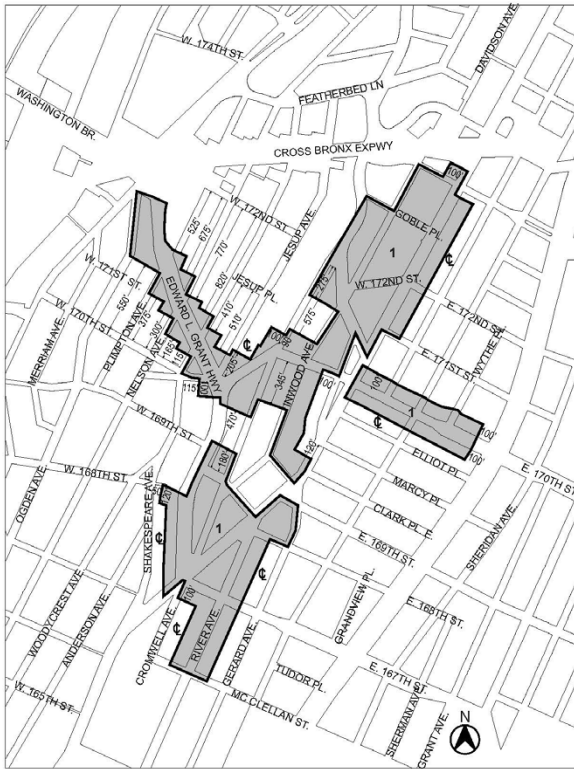 W. 174TH ST.
DAVIDSON AVE.
FEATHERBED LN
WASHINGTON BR.
CROSS BRONX EXPWY
100'
W. 172ND ST.
525'
675'
770'
820'
410'
510'
JESUP AVE.
GOBLE PL.
1
W. 172ND ST.
275'
W. 171ST ST.
JESUP PL.
575'
EDWARD L. GRANT HWY.
W. 170TH ST.
550'
375'
300'
165'
115'
PLIMPTON AVE.
MERRIAM AVE.
NELSON AVE.
E. 172ND ST.
WYTHE PL.
E. 171ST ST.
205'
INWOOD AVE.
345'
100'
100'
1
115'
470'
W. 169TH ST.
120'
100'
100'
ELLIOT PL.
E. 170TH ST.
W. 168TH ST.
180'
MARCY PL.
OGDEN AVE.
SHAKESPEARE AVE.
CLARK PL. E.
SHERIDAN AVE.
1
E. 169TH ST.
WOODYCREST AVE.
ANDERSON AVE.
100'
GRANDVIEW PL.
E. 168TH ST.
CROMWELL AVE.
RIVER AVE.
GERARD AVE.
TUDOR PL.
E. 167TH ST.
W. 165TH ST.
MC CLELLAN ST.
SHERMAN AVE.
GRANT AVE.
N